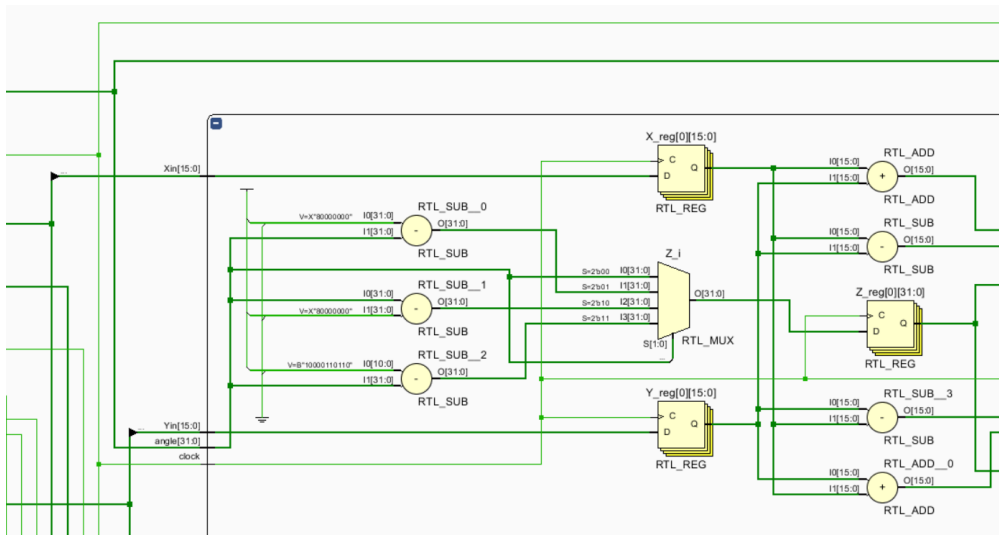 X_reg[0][15:0]
C
D
Q
RTL_REG
RTL_ADD
I0[15:0]
I1[15:0]
+
O[15:0]
RTL_ADD
Xin[15:0]
RTL_SUB__0
V=X"80000000"
I0[31:0]
I1[31:0]
-
O[31:0]
RTL_SUB
RTL_SUB
I0[15:0]
I1[15:0]
-
O[15:0]
RTL_SUB
Z_i
S=2'b00
I0[31:0]
S=2'b01
I1[31:0]
S=2'b10
I2[31:0]
S=2'b11
I3[31:0]
S[1:0]
O[31:0]
RTL_MUX
RTL_SUB__1
I0[31:0]
V=X"80000000"
I1[31:0]
-
O[31:0]
RTL_SUB
Z_reg[0][31:0]
C
D
Q
RTL_REG
RTL_SUB__2
V=B"10000110110"
I0[10:0]
I1[31:0]
-
O[31:0]
RTL_SUB
Y_reg[0][15:0]
C
D
Q
RTL_REG
RTL_SUB__3
I0[15:0]
I1[15:0]
-
O[15:0]
RTL_SUB
Yin[15:0]
angle[31:0]
clock
RTL_ADD__0
I0[15:0]
I1[15:0]
+
O[15:0]
RTL_ADD